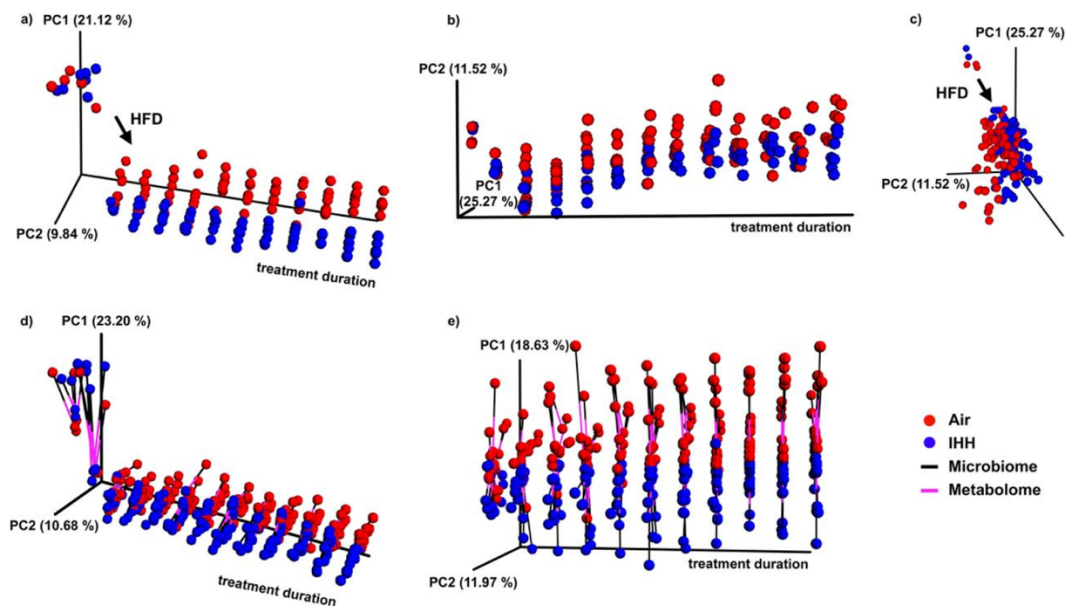 a)
PC1 (21.12 %)
HFD
PC2 (9.84 %)
treatment duration
b)
PC2 (11.52 %)
PC1
(25.27 %)
treatment duration
c)
PC1 (25.27 %)
HFD
PC2 (11.52 %)
d)
PC1 (23.20 %)
PC2 (10.68 %)
treatment duration
e)
PC1 (18.63 %)
PC2 (11.97 %)
treatment duration
Air
IHH
Microbiome
Metabolome